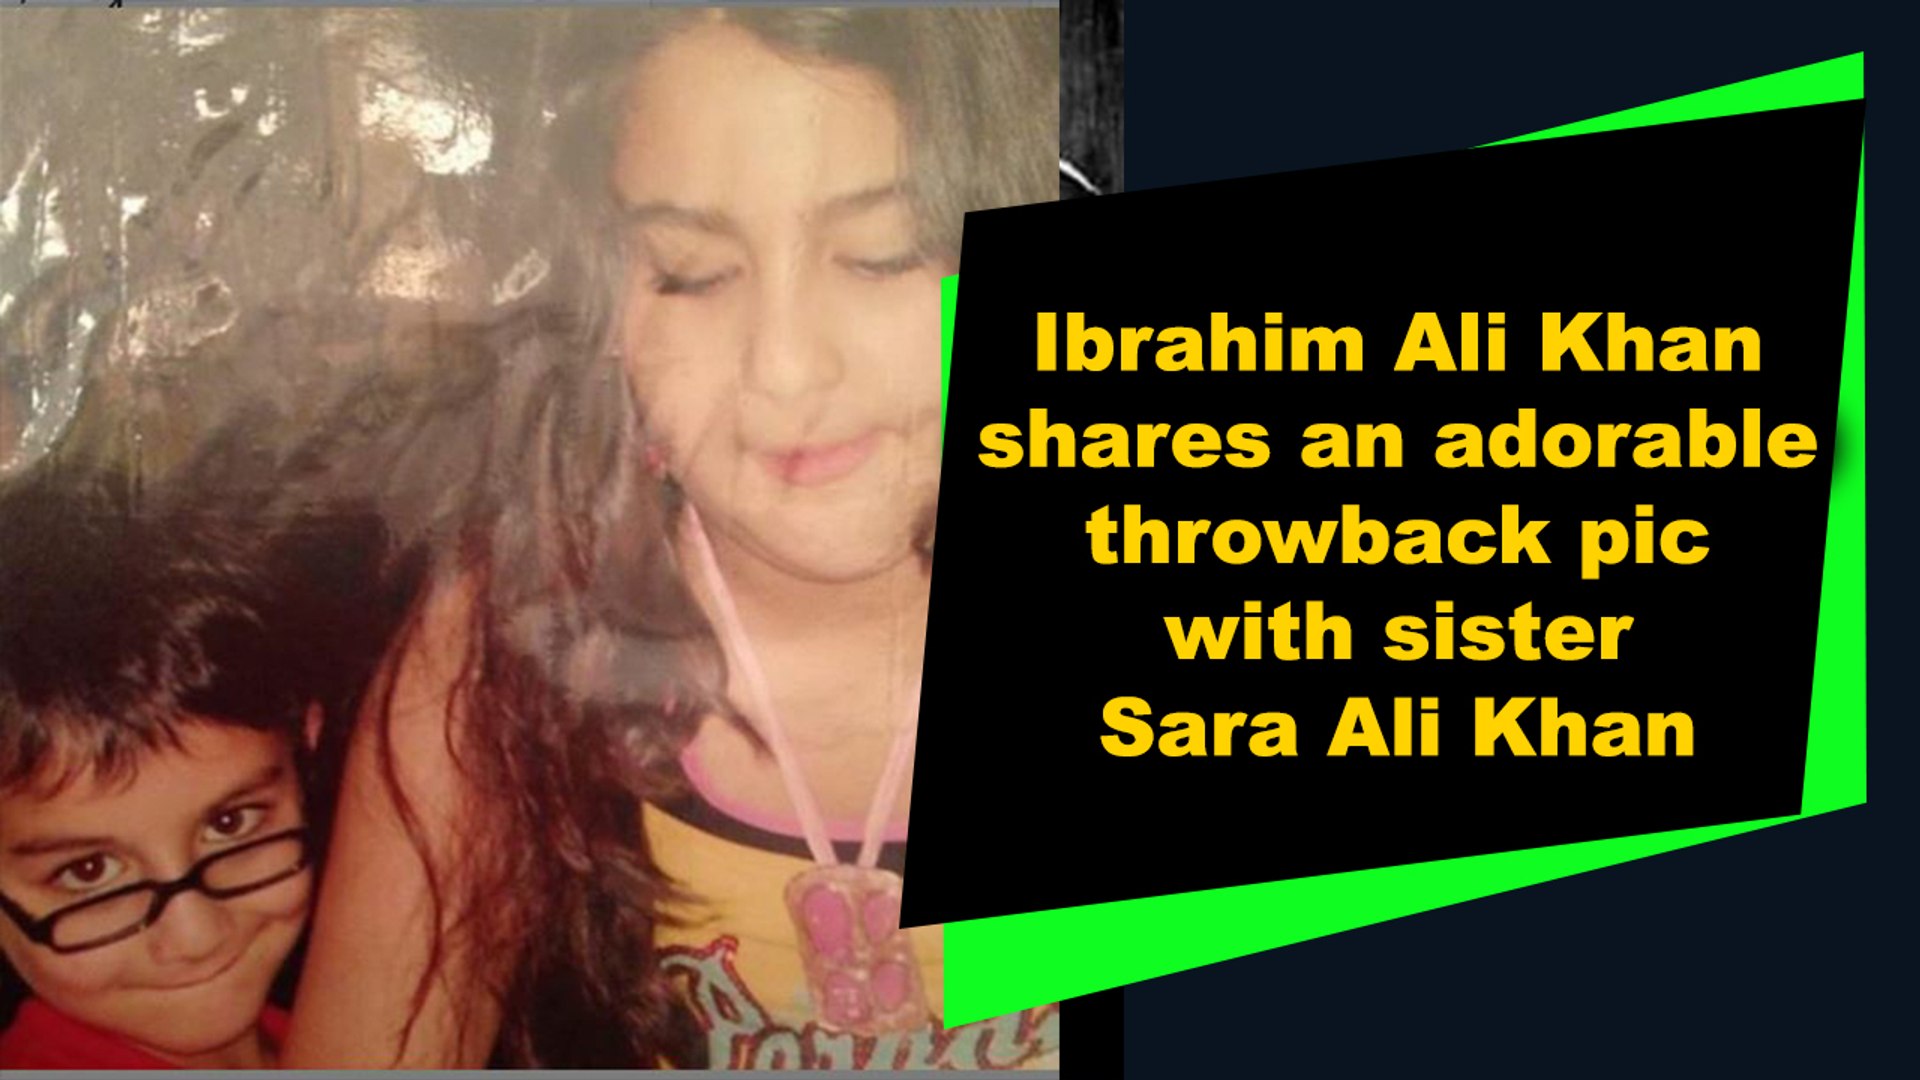 Ibrahim Ali Khan
shares an adorable
throwback pic
with sister
Sara Ali Khan